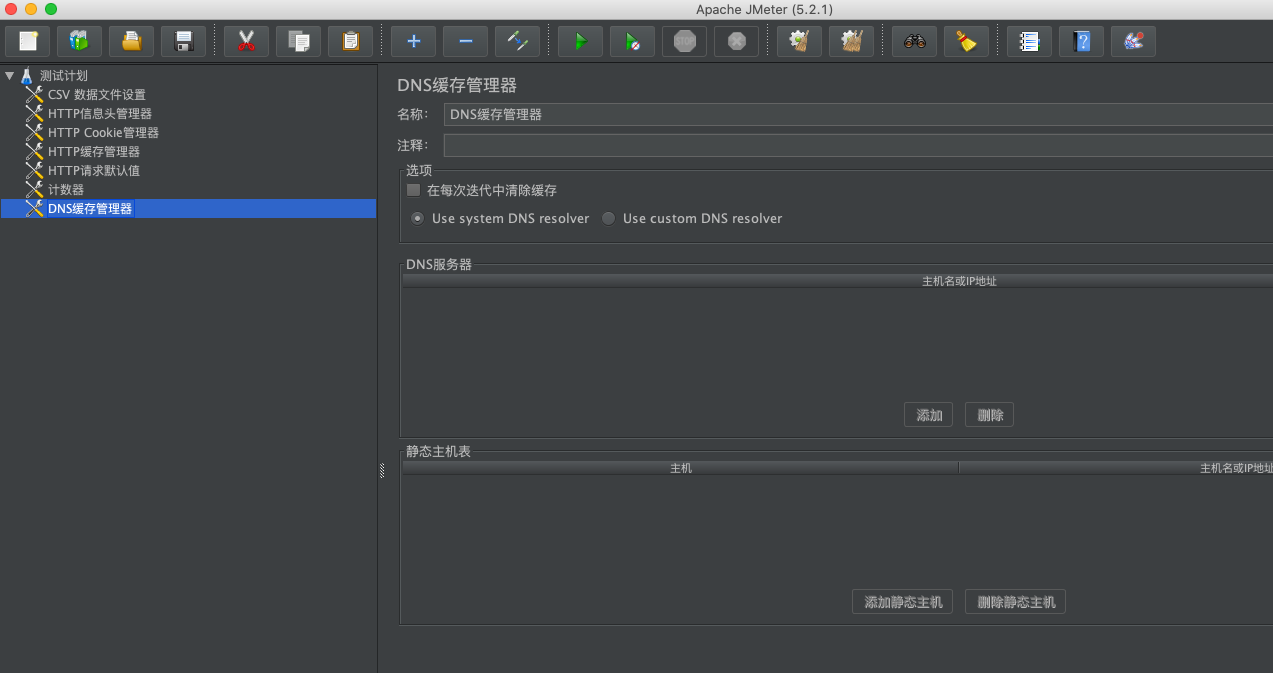 Apache JMeter (5.2.1)
STOP
测试计划
CSV 数据文件设置
HTTP信息头管理器
HTTP Cookie管理器
HTTP缓存管理器
HTTP请求默认值
计数器
DNS缓存管理器
DNS缓存管理器
名称： DNS缓存管理器
注释：
选项
在每次迭代中清除缓存
Use system DNS resolver Use custom DNS resolver
DNS服务器
主机名或IP地址
添加 删除
静态主机表
主机 主机名或IP地址
添加静态主机 删除静态主机